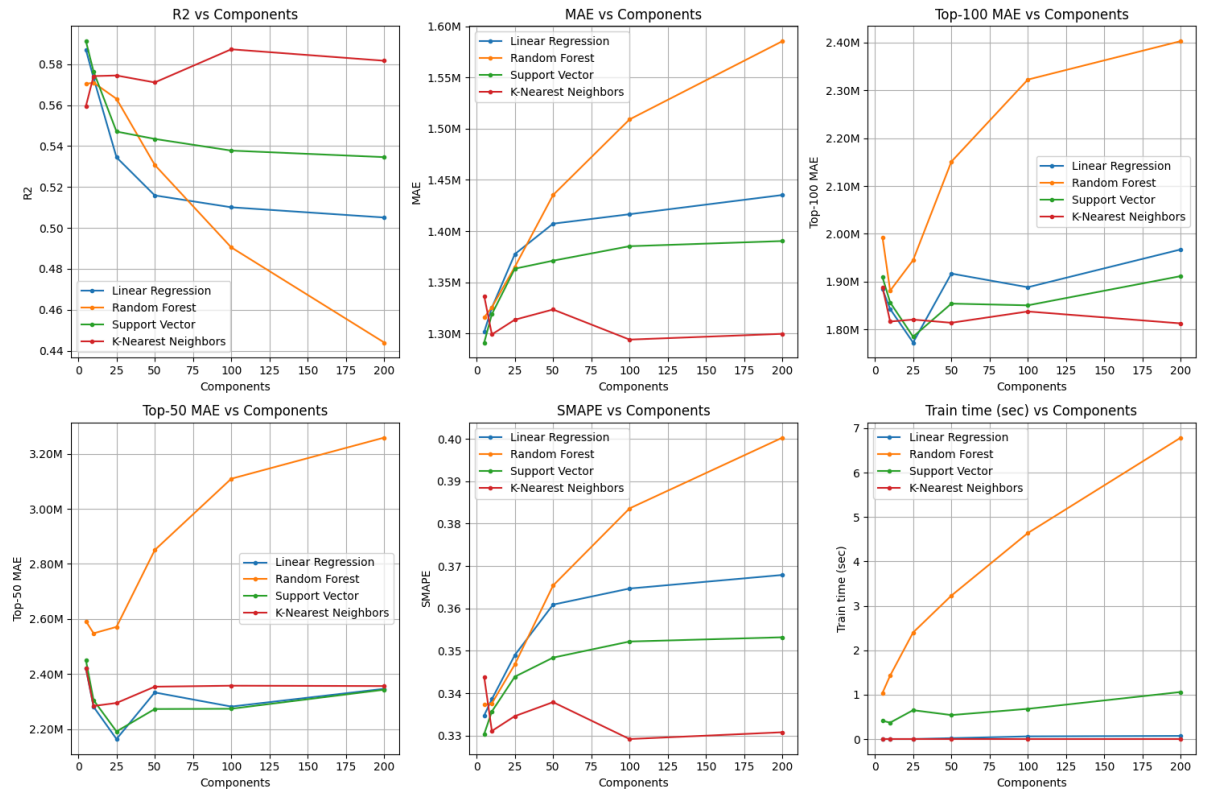 R2 vs Components
R2
0.58
0.56
0.54
0.52
0.50
0.48
0.46
0.44
Linear Regression
Random Forest
Support Vector
K-Nearest Neighbors
0 25 50 75 100 125 150 175 200
Components
MAE vs Components
MAE
1.60M
1.55M
1.50M
1.45M
1.40M
1.35M
1.30M
Linear Regression
Random Forest
Support Vector
K-Nearest Neighbors
0 25 50 75 100 125 150 175 200
Components
Top-100 MAE vs Components
Top-100 MAE
2.40M
2.30M
2.20M
2.10M
2.00M
1.90M
1.80M
Linear Regression
Random Forest
Support Vector
K-Nearest Neighbors
0 25 50 75 100 125 150 175 200
Components
Top-50 MAE vs Components
Top-50 MAE
3.20M
3.00M
2.80M
2.60M
2.40M
2.20M
Linear Regression
Random Forest
Support Vector
K-Nearest Neighbors
0 25 50 75 100 125 150 175 200
Components
SMAPE vs Components
SMAPE
0.40
0.39
0.38
0.37
0.36
0.35
0.34
0.33
Linear Regression
Random Forest
Support Vector
K-Nearest Neighbors
0 25 50 75 100 125 150 175 200
Components
Train time (sec) vs Components
Train time (sec)
7
6
5
4
3
2
1
0
Linear Regression
Random Forest
Support Vector
K-Nearest Neighbors
0 25 50 75 100 125 150 175 200
Components